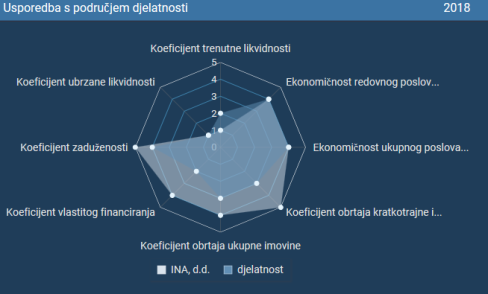 Usporedba s područjem djelatnosti 2018
Koeficijent trenutne likvidnosti
Koeficijent ubrzane likvidnosti
Ekonomičnost redovnog poslov...
Koeficijent zaduženosti
Ekonomičnost ukupnog poslova...
Koeficijent vlastitog financiranja
Koeficijent obrtaja kratkotrajne i...
Koeficijent obrtaja ukupne imovine
5
4
3
2
1
0
INA, d.d. djelatnost